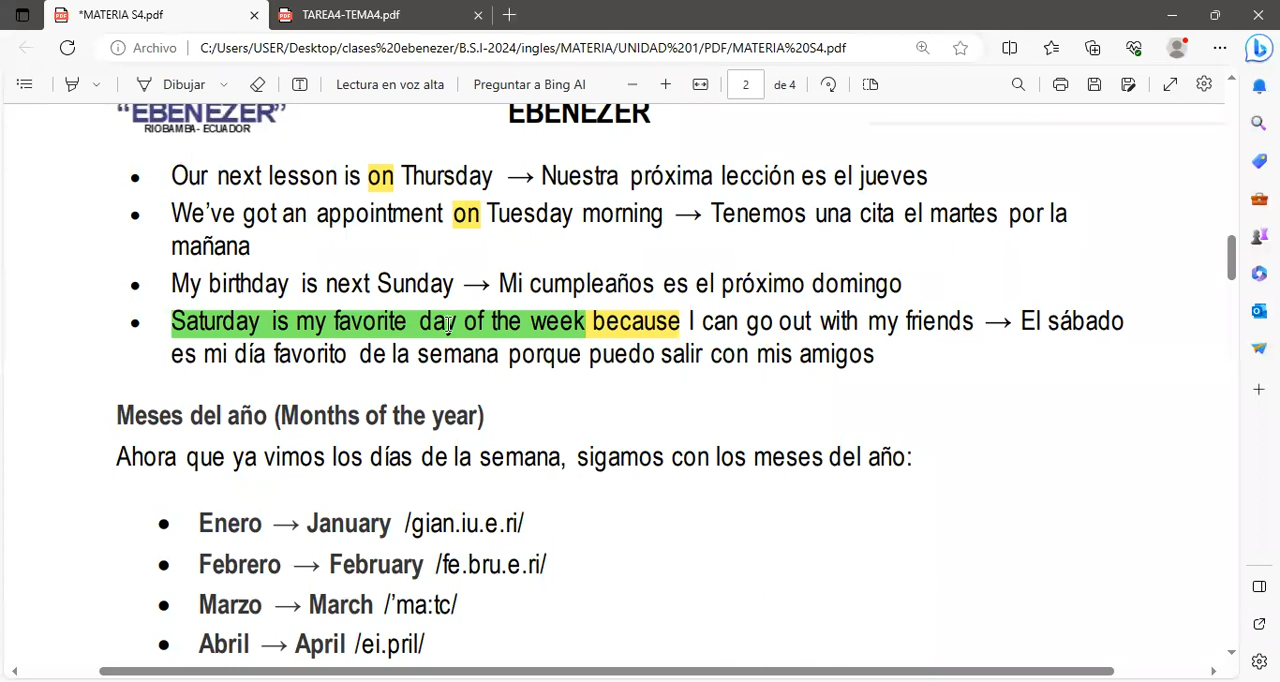 *MATERIA S4.pdf
TAREA4-TEMA4.pdf
Archivo
C:/Users/USER/Desktop/clases%20ebenezer/B.S.I-2024/ingles/MATERIA/UNIDAD%201/PDF/MATERIA%20S4.pdf
Dibujar
Lectura en voz alta
Preguntar a Bing AI
2
de 4
“EBENEZER”
RIOBAMBA- ECUADOR
EBENEZER
• Our next lesson is on Thursday → Nuestra próxima lección es el jueves
• We’ve got an appointment on Tuesday morning → Tenemos una cita el martes por la
mañana
• My birthday is next Sunday → Mi cumpleaños es el próximo domingo
• Saturday is my favorite day of the week because I can go out with my friends → El sábado
es mi día favorito de la semana porque puedo salir con mis amigos
Meses del año (Months of the year)
Ahora que ya vimos los días de la semana, sigamos con los meses del año:
• Enero → January /gian.iu.e.ri/
• Febrero → February /fe.bru.e.ri/
• Marzo → March /’ma:tc/
• Abril → April /ei.pril/